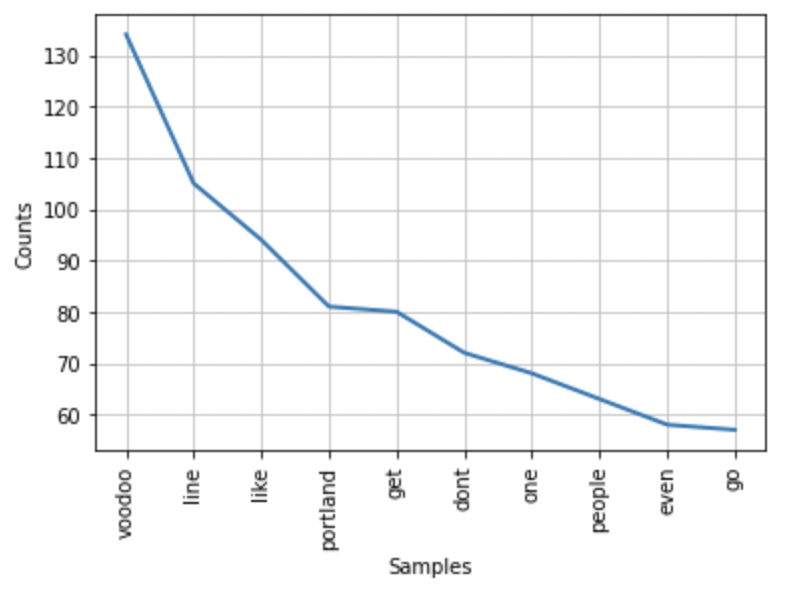 130
120
110
100
90
80
70
60
Counts
voodoo
line
like
portland
get
dont
one
people
even
go
Samples